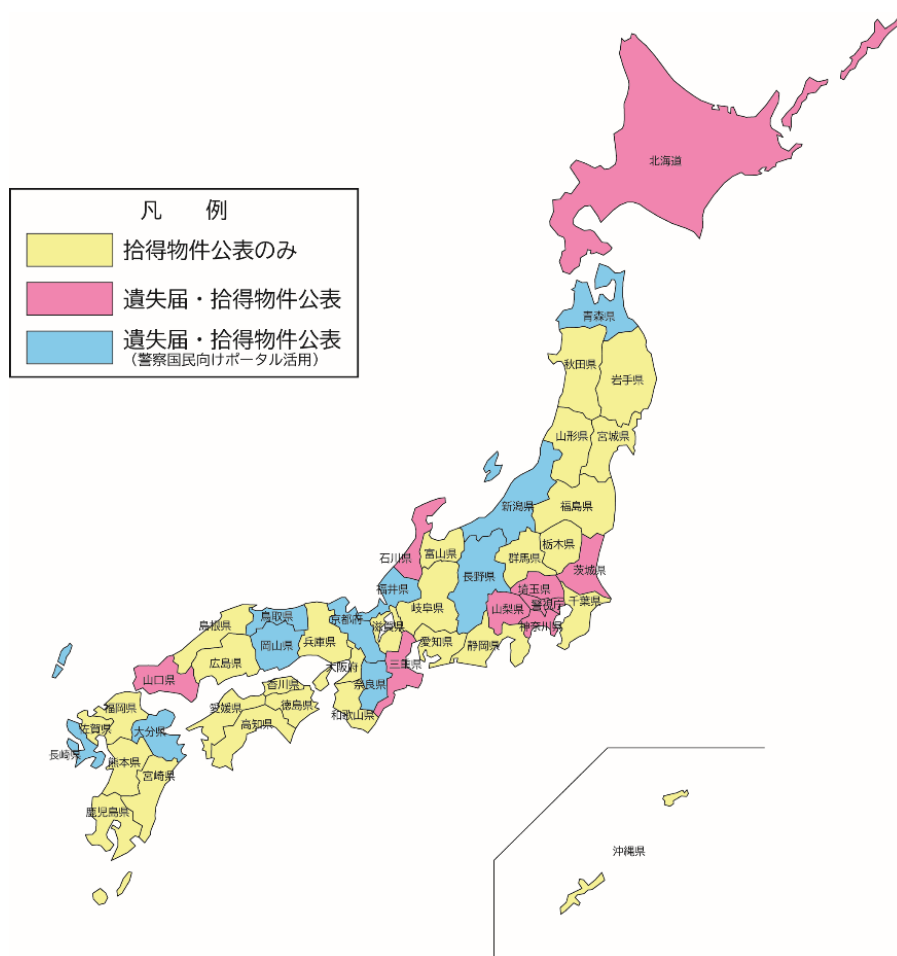 凡　例
拾得物件公表のみ
遺失届・拾得物件公表
遺失届・拾得物件公表
（警察国民向けポータル活用）
北海道
青森県
秋田県
岩手県
山形県
宮城県
新潟県
福島県
石川県
富山県
群馬県
栃木県
茨城県
福井県
長野県
埼玉県
山梨県
警視庁
千葉県
神奈川県
岐阜県
愛知県
静岡県
滋賀県
三重県
京都府
鳥取県
島根県
岡山県
兵庫県
広島県
大阪府
奈良県
山口県
香川県
徳島県
和歌山県
愛媛県
高知県
福岡県
佐賀県
大分県
長崎県
熊本県
宮崎県
鹿児島県
沖縄県